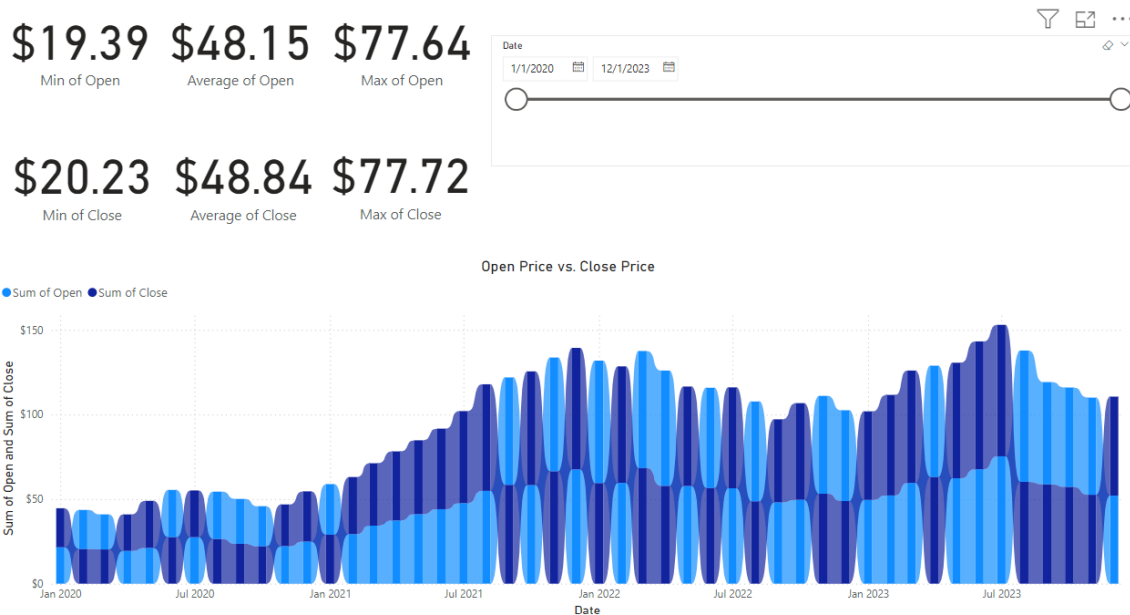 $19.39 $48.15 $77.64
Min of Open Average of Open Max of Open
Date
1/1/2020 12/1/2023
$20.23 $48.84 $77.72
Min of Close Average of Close Max of Close
Open Price vs. Close Price
Sum of Open Sum of Close
Sum of Open and Sum of Close
$150
$100
$50
$0
Jan 2020 Jul 2020 Jan 2021 Jul 2021 Jan 2022 Jul 2022 Jan 2023 Jul 2023
Date